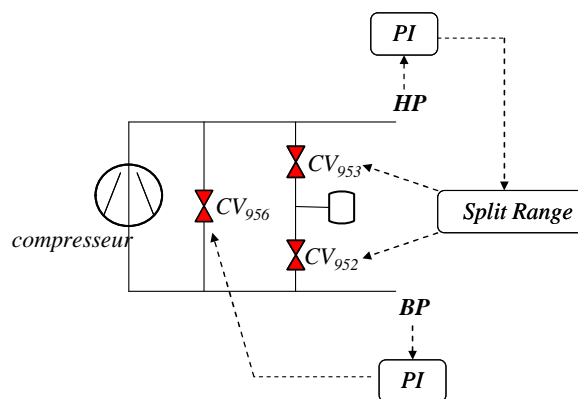 PI
HP
CV953
CV956
Split Range
compresseur
CV952
BP
PI